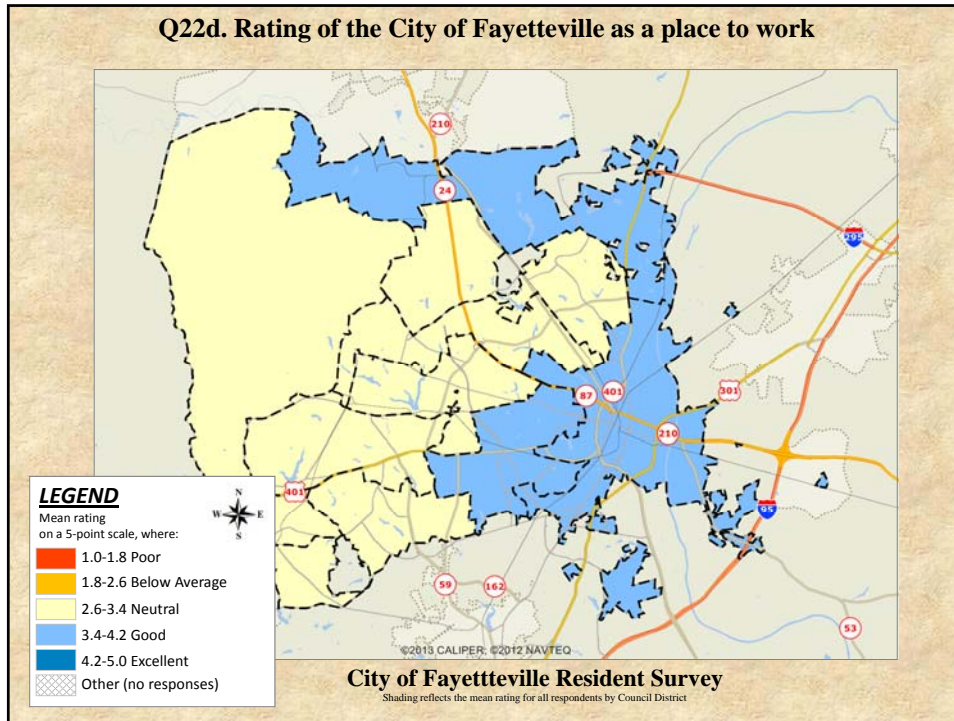 Q22d. Rating of the City of Fayetteville as a place to work
210
24
295
87
401
301
210
401
95
59
162
53
LEGEND
Mean rating
on a 5-point scale, where:
N
W E
S
1.0-1.8 Poor
1.8-2.6 Below Average
2.6-3.4 Neutral
3.4-4.2 Good
4.2-5.0 Excellent
Other (no responses)
©2013 CALIPER; ©2012 NAVTEQ
City of Fayettteville Resident Survey
Shading reflects the mean rating for all respondents by Council District